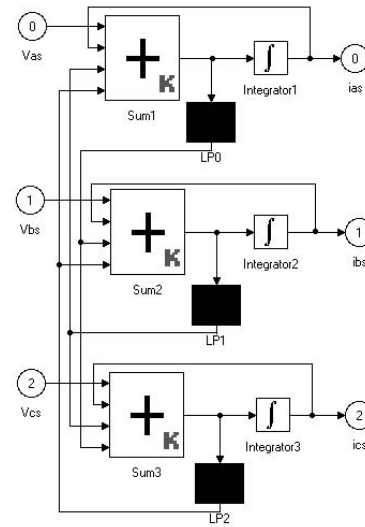 0
Vas
+
K
Sum1
∫
Integrator1
0
ias
LP0
1
Vbs
+
K
Sum2
∫
Integrator2
1
ibs
LP1
2
Vcs
+
K
Sum3
∫
Integrator3
2
ics
LP2